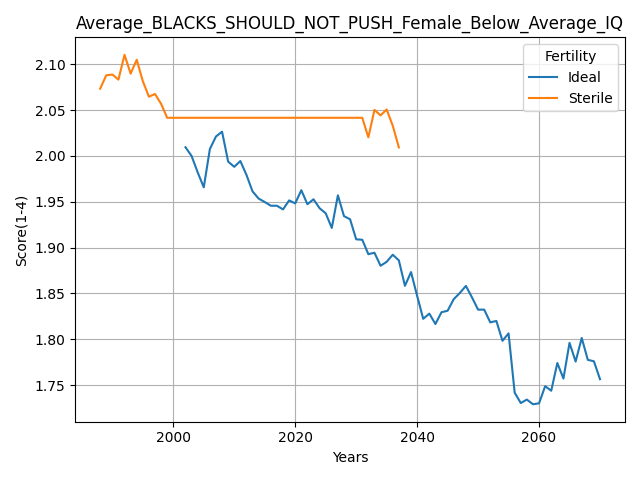 Average_BLACKS_SHOULD_NOT_PUSH_Female_Below_Average_IQ
Fertility
Ideal
Sterile
Score(1-4)
2.10
2.05
2.00
1.95
1.90
1.85
1.80
1.75
2000
2020
2040
2060
Years